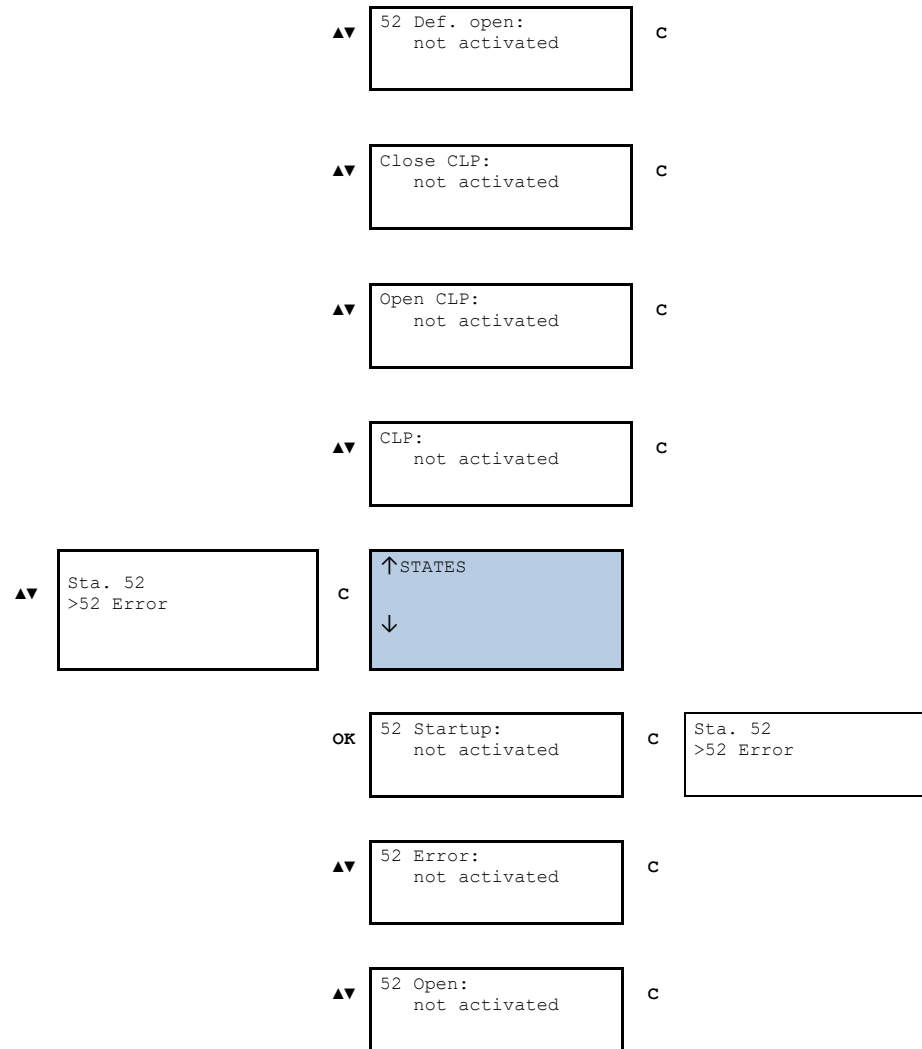 ▲▼
52 Def. open:
not activated
C
▲▼
Close CLP:
not activated
C
▲▼
Open CLP:
not activated
C
▲▼
CLP:
not activated
C
▲▼
Sta. 52
>52 Error
C
↑STATES
↓
OK
52 Startup:
not activated
C
Sta. 52
>52 Error
▲▼
52 Error:
not activated
C
▲▼
52 Open:
not activated
C